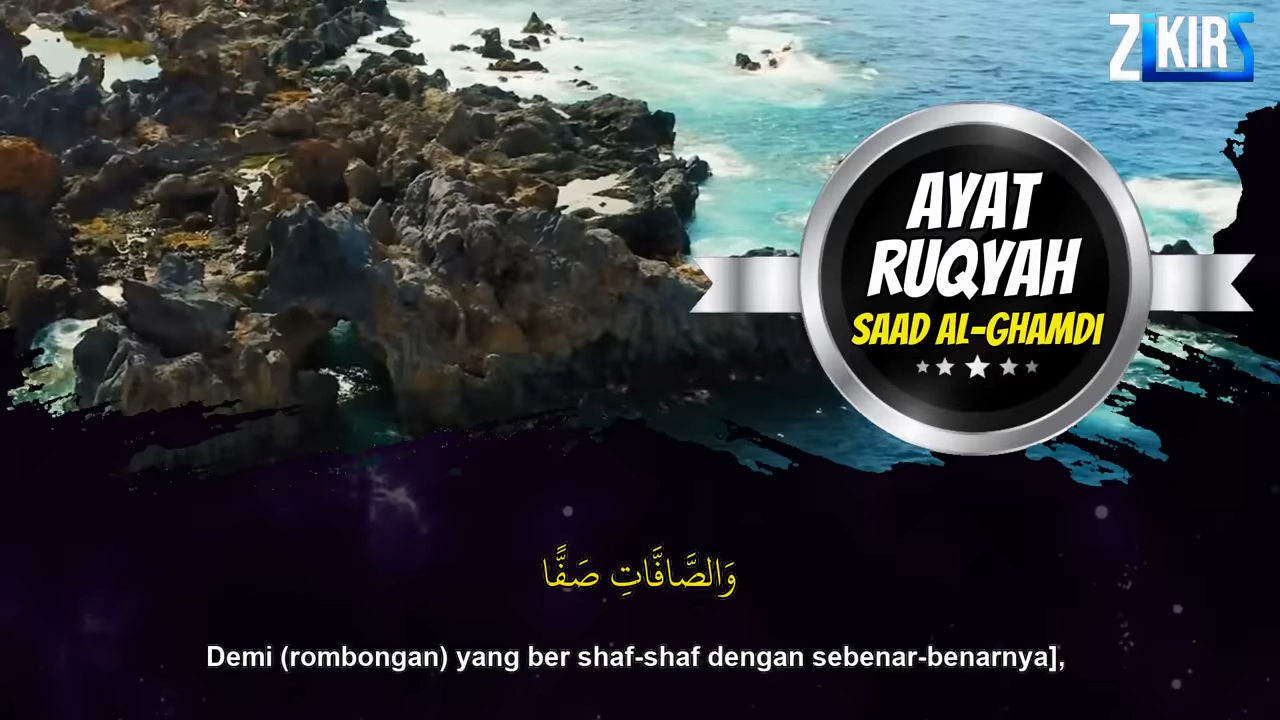 ZIKIRS
AYAT
RUQYAH
SAAD AL-GHAMDI
وَالصَّافَّاتِ صَفًّا
Demi (rombongan) yang ber shaf-shaf dengan sebenar-benarnya],